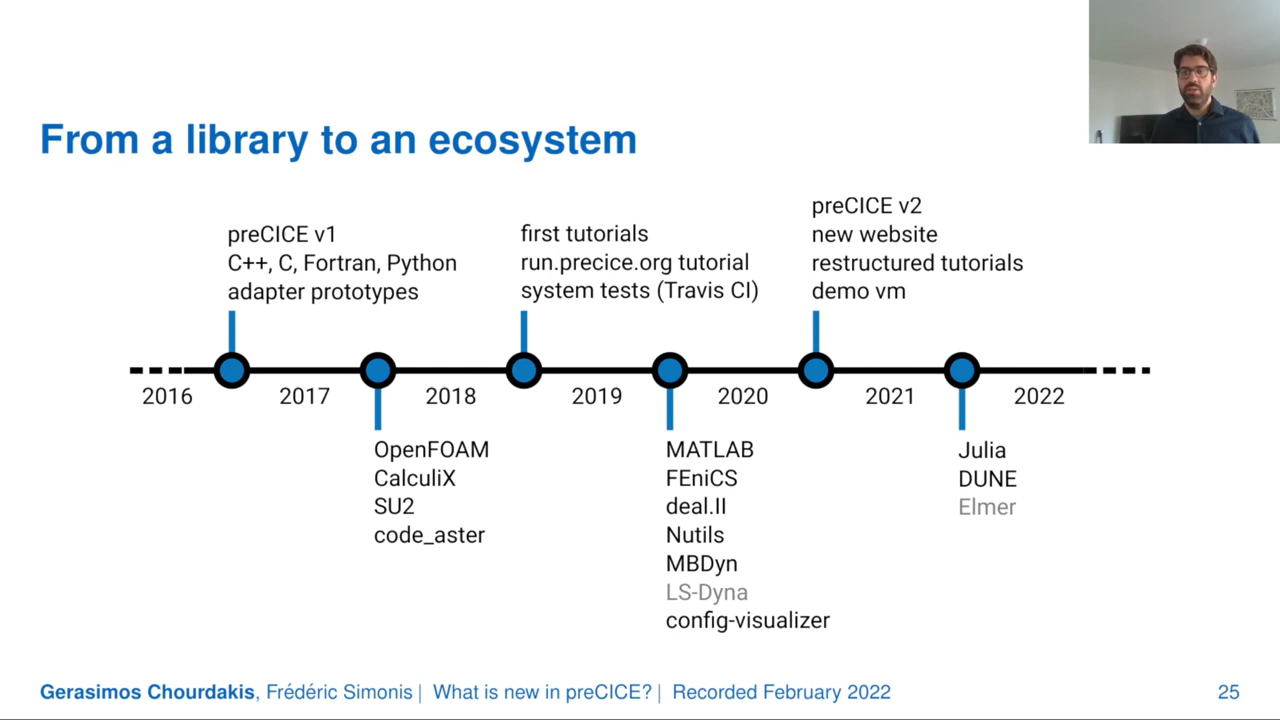 From a library to an ecosystem
preCICE v1
C++, C, Fortran, Python
adapter prototypes
first tutorials
run.precice.org tutorial
system tests (Travis CI)
preCICE v2
new website
restructured tutorials
demo vm
2016
2017
2018
2019
2020
2021
2022
OpenFOAM
CalculiX
SU2
code_aster
MATLAB
FEniCS
deal.II
Nutils
MBDyn
LS-Dyna
config-visualizer
Julia
DUNE
Elmer
Gerasimos Chourdakis, Frédéric Simonis | What is new in preCICE? | Recorded February 2022
25